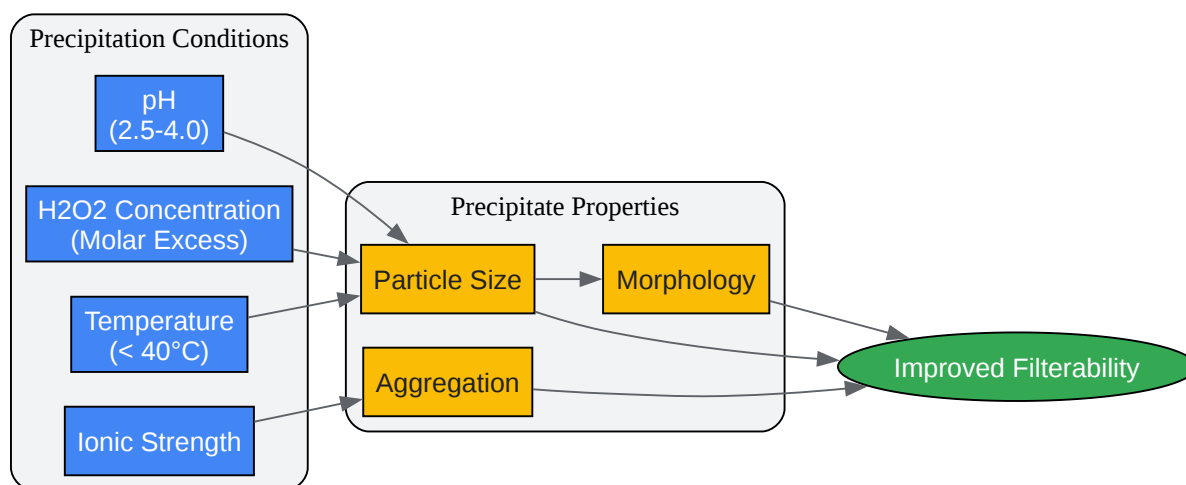 Precipitation Conditions
pH
(2.5-4.0)
H2O2 Concentration
(Molar Excess)
Temperature
(< 40°C)
Ionic Strength
Precipitate Properties
Particle Size
Morphology
Aggregation
Improved Filterability